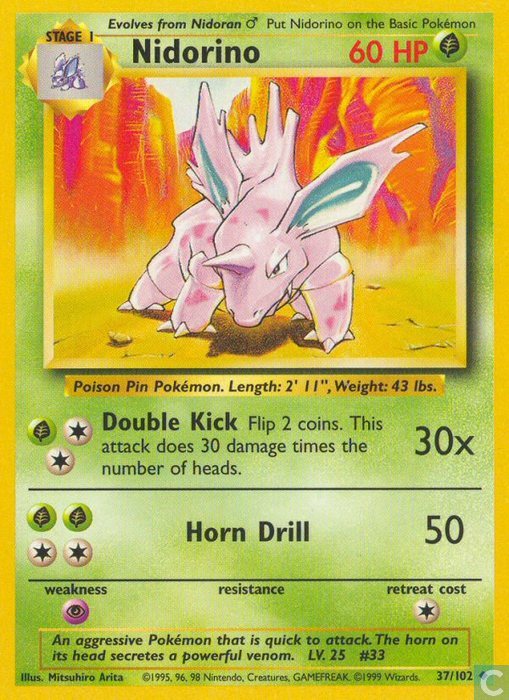 Evolves from Nidoran ♂ Put Nidorino on the Basic Pokémon
STAGE 1
Nidorino 60 HP
Poison Pin Pokémon. Length: 2' 11", Weight: 43 lbs.
Double Kick Flip 2 coins. This
attack does 30 damage times the
number of heads.
30x
Horn Drill 50
weakness resistance retreat cost
An aggressive Pokémon that is quick to attack. The horn on
its head secretes a powerful venom. LV. 25 #33
Illus. Mitsuhiro Arita ©1995, 96, 98 Nintendo, Creatures, GAMEFREAK. ©1999 Wizards. 37/102
C